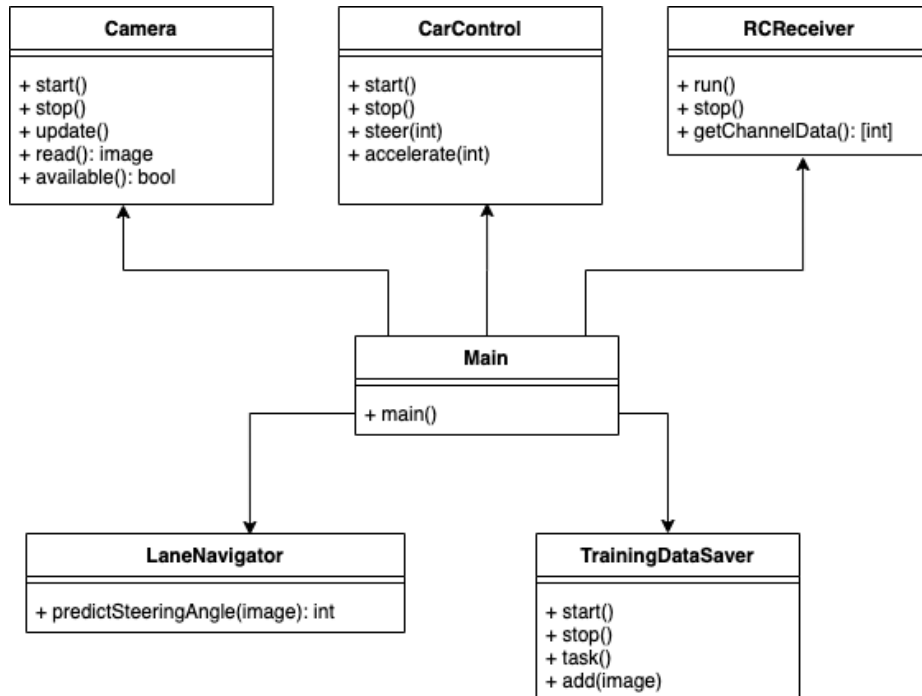 Camera
+ start()
+ stop()
+ update()
+ read(): image
+ available(): bool
CarControl
+ start()
+ stop()
+ steer(int)
+ accelerate(int)
RCReceiver
+ run()
+ stop()
+ getChannelData(): [int]
Main
+ main()
LaneNavigator
+ predictSteeringAngle(image): int
TrainingDataSaver
+ start()
+ stop()
+ task()
+ add(image)